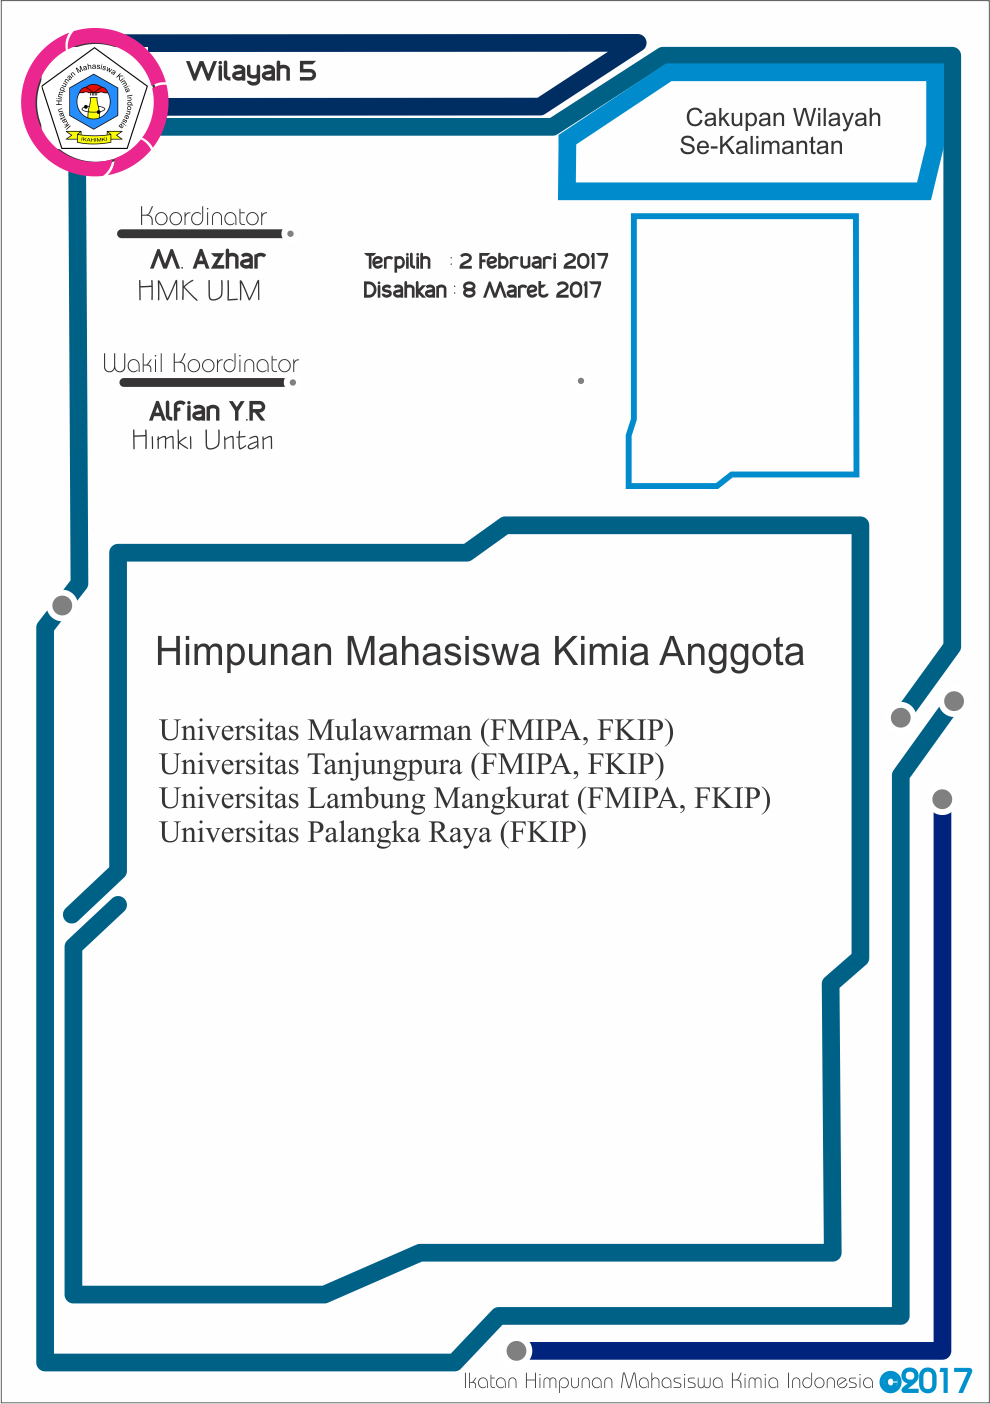 Ikatan Himpunan Mahasiswa Kimia Indonesia
IKAHIMKI
Wilayah 5
Cakupan Wilayah
Se-Kalimantan
Koordinator
M. Azhar
HMK ULM
Terpilih : 2 Februari 2017
Disahkan : 8 Maret 2017
Wakil Koordinator
Alfian Y.R
Himki Untan
Himpunan Mahasiswa Kimia Anggota
Universitas Mulawarman (FMIPA, FKIP)
Universitas Tanjungpura (FMIPA, FKIP)
Universitas Lambung Mangkurat (FMIPA, FKIP)
Universitas Palangka Raya (FKIP)
Ikatan Himpunan Mahasiswa Kimia Indonesia ©2017